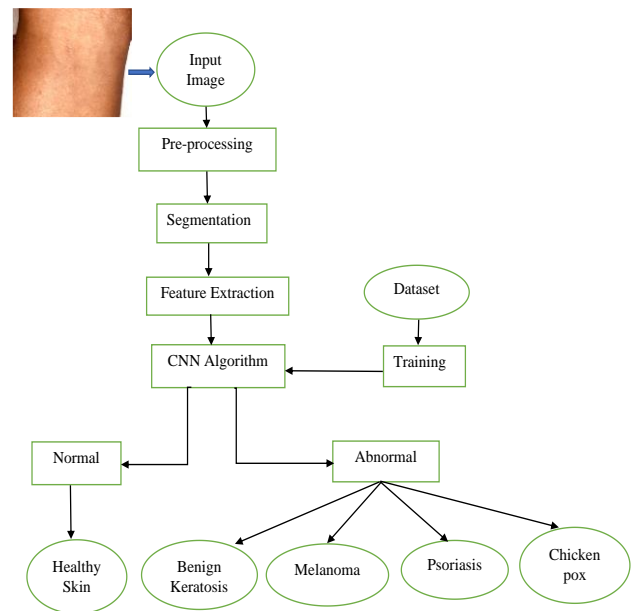 Input
Image
Pre-processing
Segmentation
Feature Extraction
Dataset
CNN Algorithm
Training
Normal
Abnormal
Healthy
Skin
Benign
Keratosis
Melanoma
Psoriasis
Chicken
pox